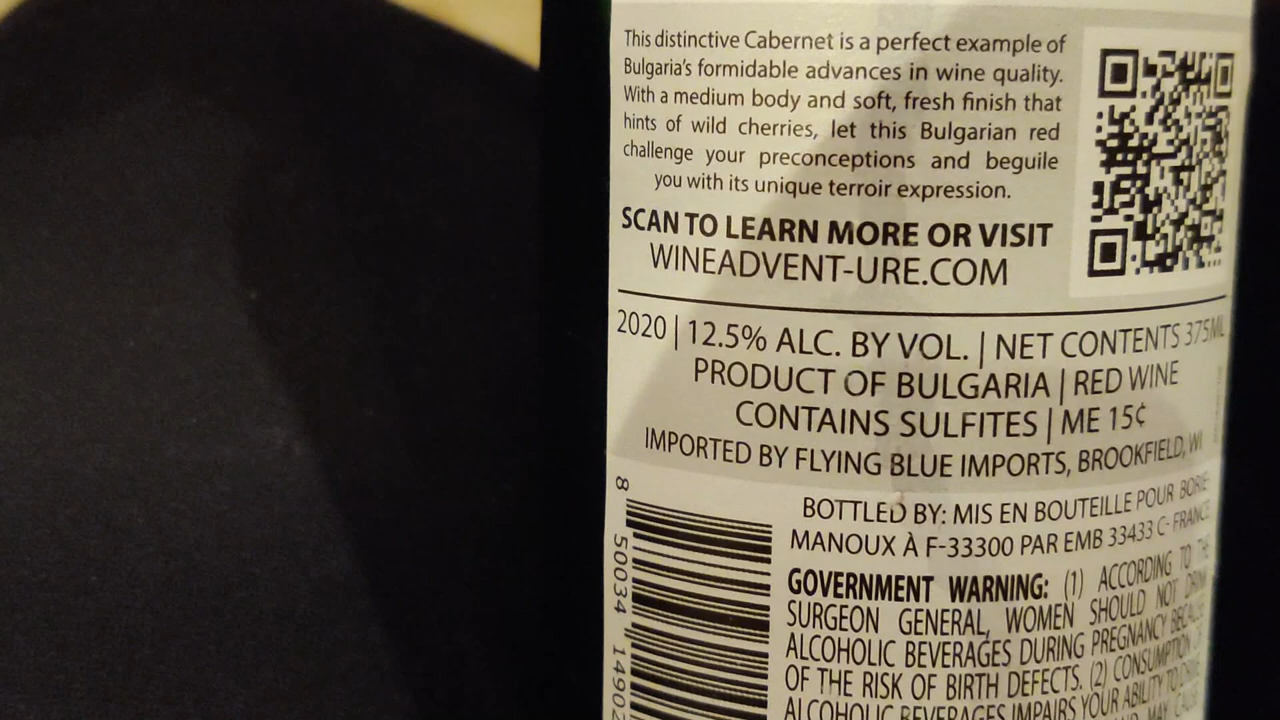 This distinctive Cabernet is a perfect example of
Bulgaria's formidable advances in wine quality.
With a medium body and soft, fresh finish that
hints of wild cherries, let this Bulgarian red
challenge your preconceptions and beguile
you with its unique terroir expression.
SCAN TO LEARN MORE OR VISIT
WINEADVENT-URE.COM
2020 | 12.5% ALC. BY VOL. | NET CONTENTS 375ML
PRODUCT OF BULGARIA | RED WINE
CONTAINS SULFITES | ME 15¢
IMPORTED BY FLYING BLUE IMPORTS, BROOKFIELD, WI
BOTTLED BY: MIS EN BOUTEILLE POUR BORIE-
MANOUX À F-33300 PAR EMB 33433 C- FRANCE
GOVERNMENT WARNING: (1) ACCORDING TO THE
SURGEON GENERAL, WOMEN SHOULD NOT DRINK
ALCOHOLIC BEVERAGES DURING PREGNANCY BECAUSE
OF THE RISK OF BIRTH DEFECTS. (2) CONSUMPTION OF
ALCOHOLIC BEVERAGES IMPAIRS YOUR ABILITY TO DRIVE
MAY CAUSE
8 50034 14902